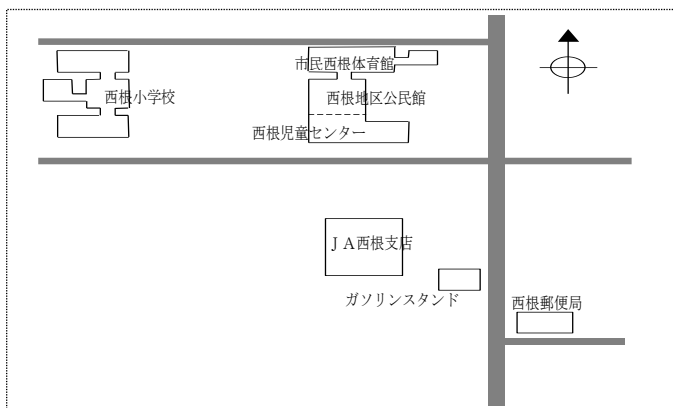 市民西根体育館
西根小学校
西根地区公民館
西根児童センター
ＪＡ西根支店
ガソリンスタンド
西根郵便局